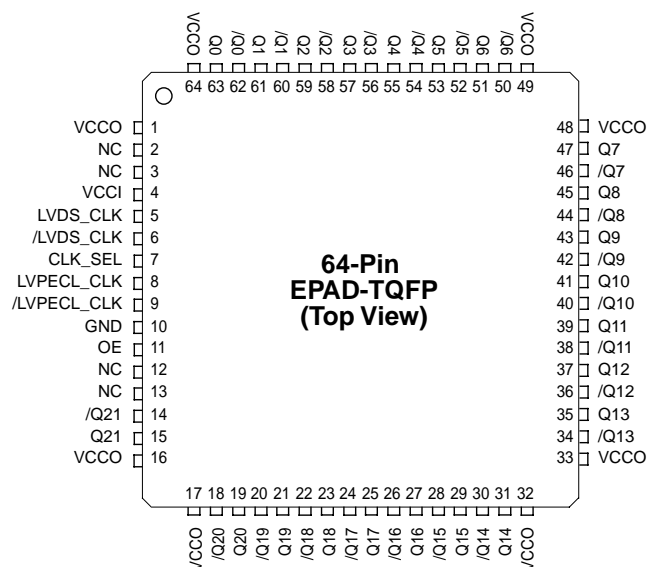 VCCO Q0 /Q0 Q1 /Q1 Q2 /Q2 Q3 /Q3 Q4 /Q4 Q5 /Q5 Q6 /Q6 VCCO
64 63 62 61 60 59 58 57 56 55 54 53 52 51 50 49
VCCO 1
NC 2
NC 3
VCCI 4
LVDS_CLK 5
/LVDS_CLK 6
CLK_SEL 7
LVPECL_CLK 8
/LVPECL_CLK 9
GND 10
OE 11
NC 12
NC 13
/Q21 14
Q21 15
VCCO 16
64-Pin
EPAD-TQFP
(Top View)
48 VCCO
47 Q7
46 /Q7
45 Q8
44 /Q8
43 Q9
42 /Q9
41 Q10
40 /Q10
39 Q11
38 /Q11
37 Q12
36 /Q12
35 Q13
34 /Q13
33 VCCO
17 18 19 20 21 22 23 24 25 26 27 28 29 30 31 32
VCCO /Q20 Q20 /Q19 Q19 /Q18 Q18 /Q17 Q17 /Q16 Q16 /Q15 Q15 /Q14 Q14 VCCO